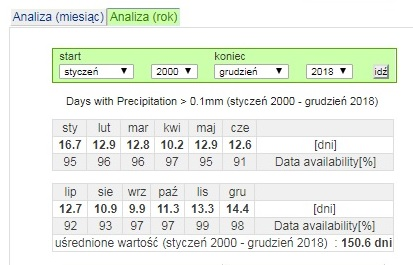 Analiza (miesiąc) Analiza (rok)
start koniec
styczeń 2000 grudzień 2018 idź
Days with Precipitation > 0.1mm (styczeń 2000 - grudzień 2018)
sty lut mar kwi maj cze
16.7 12.9 12.8 10.2 12.9 12.6 [dni]
95 96 96 97 95 91 Data availability[%]
lip sie wrz paź lis gru
12.7 10.9 9.9 11.3 13.3 14.4 [dni]
92 93 97 97 99 98 Data availability[%]
uśrednione wartość (styczeń 2000 - grudzień 2018) : 150.6 dni